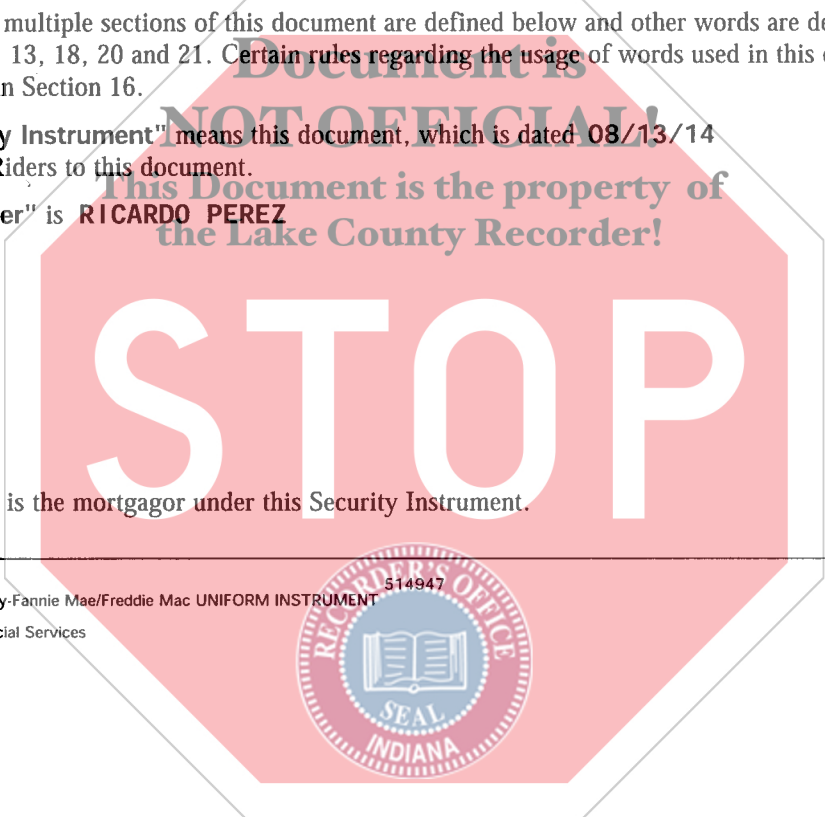 multiple sections of this document are defined below and other words are de
13, 18, 20 and 21. Certain rules regarding the usage of words used in this
n Section 16.
Document is
NOT OFFICIAL!
This Document is the property of
the Lake County Recorder!
y Instrument" means this document, which is dated 08/13/14
Riders to this document.
er" is RICARDO PEREZ
STOP
is the mortgagor under this Security Instrument.
514947
y-Fannie Mae/Freddie Mac UNIFORM INSTRUMENT
cial Services
RECORDER'S OFFICE
SEAL
INDIANA